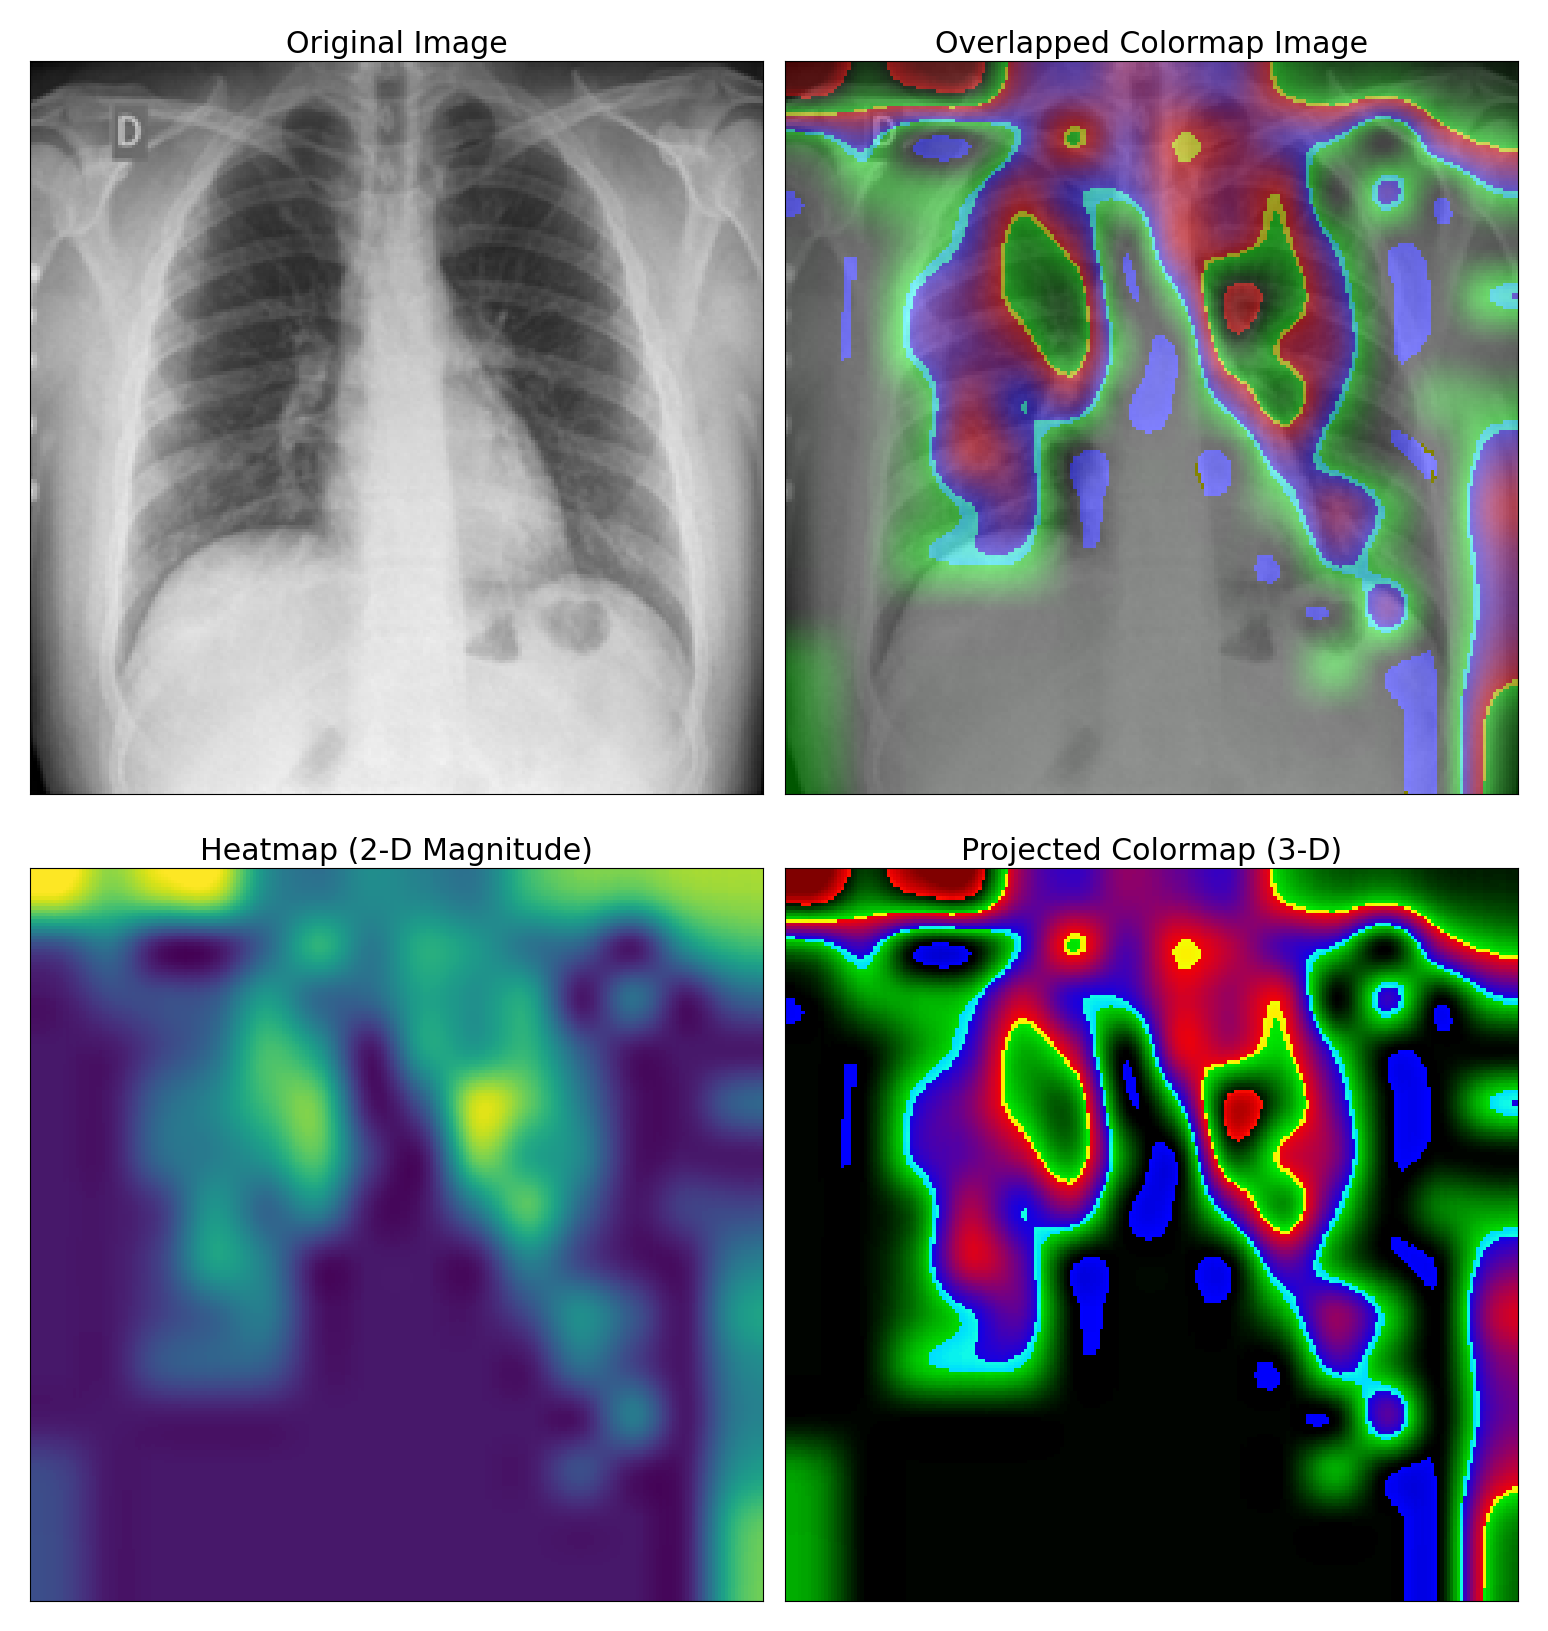 Original Image
Overlapped Colormap Image
D
D
Heatmap (2-D Magnitude)
Projected Colormap (3-D)